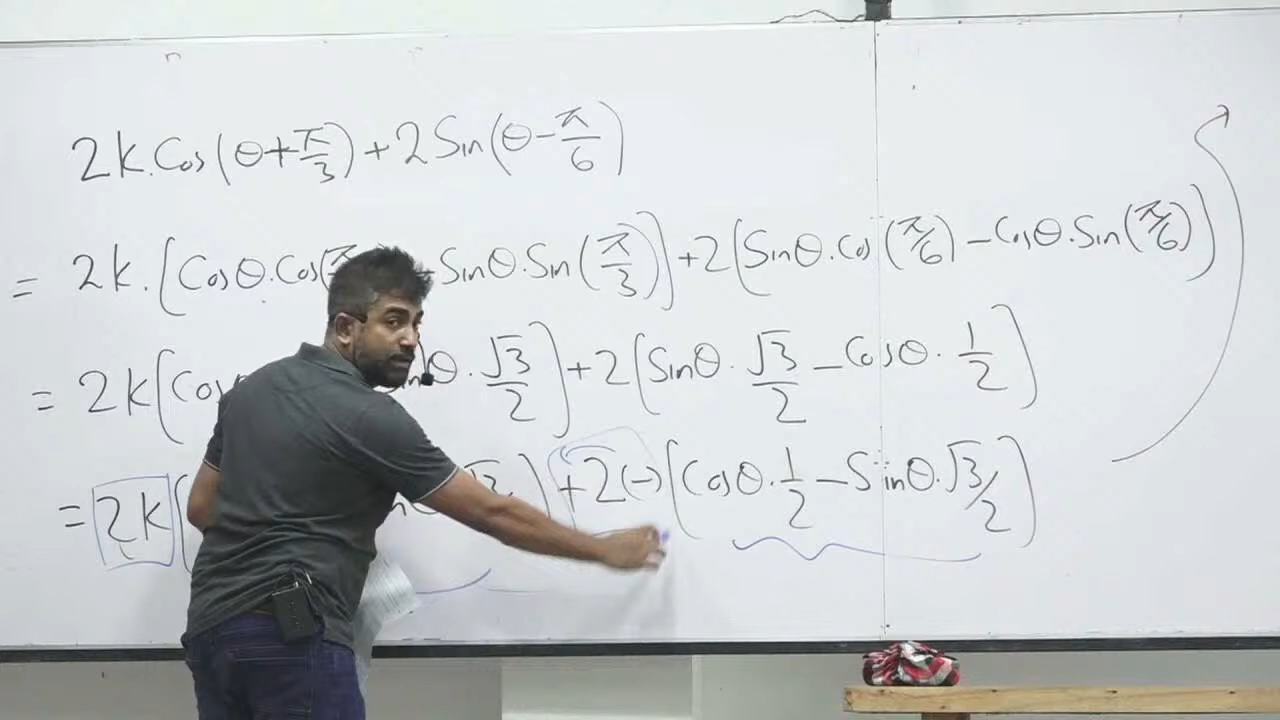 2k.Cos(θ+π/3)+2Sin(θ-π/6)
= 2k.(Cosθ.Cos(π Sinθ.Sin(π/3))+2(Sinθ.Cos(π/6)-Cosθ.Sin(π/6))
= 2k(Cos θ.√3/2)+2(Sinθ.√3/2-Cosθ.1/2)
= 2k( θ.√3/2)+2(-)(Cosθ.1/2-Sinθ.√3/2)